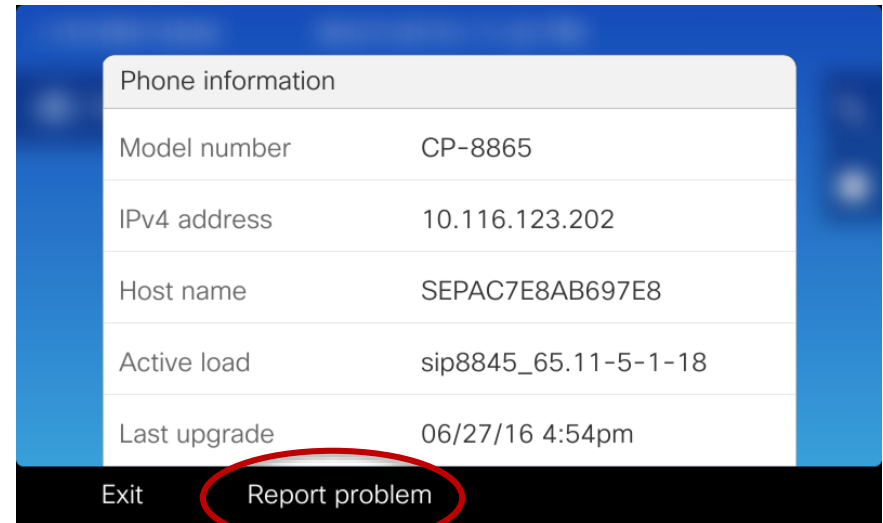 Phone information
Model number CP-8865
IPv4 address 10.116.123.202
Host name SEPAC7E8AB697E8
Active load sip8845_65.11-5-1-18
Last upgrade 06/27/16 4:54pm
Exit Report problem